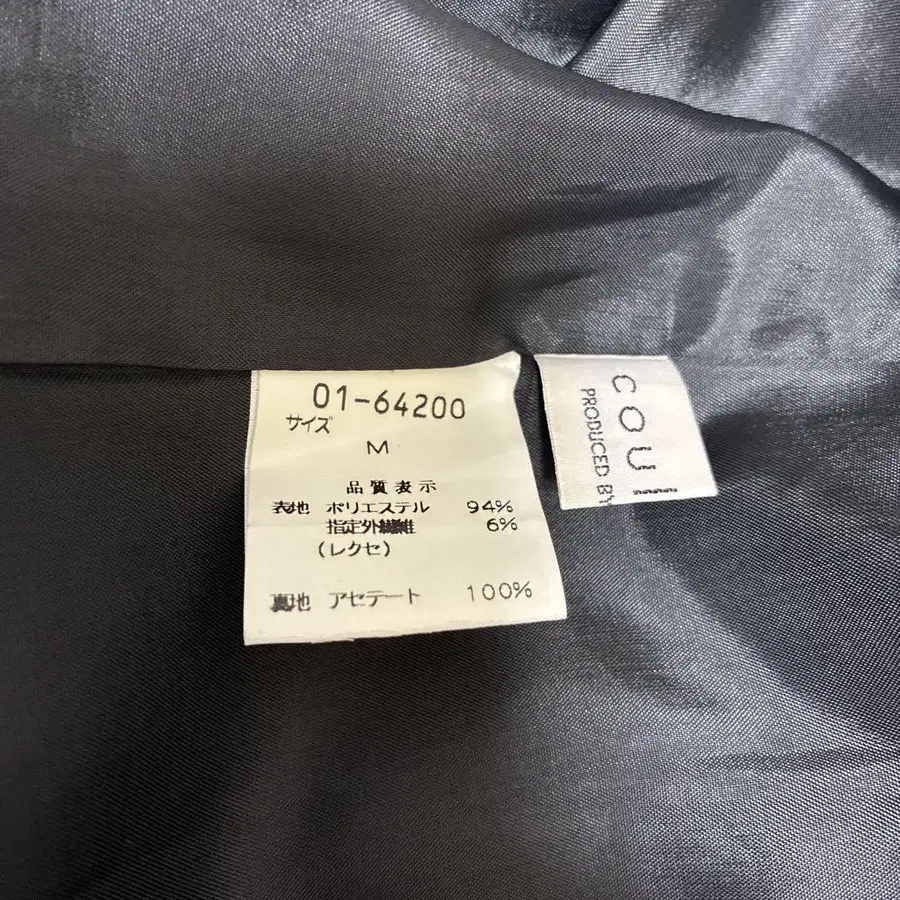 01-64200
サイズ
M
品質表示
表地 ポリエステル 94%
指定外繊維 6%
(レクセ)
裏地 アセテート 100%
COU
PRODUCED BY